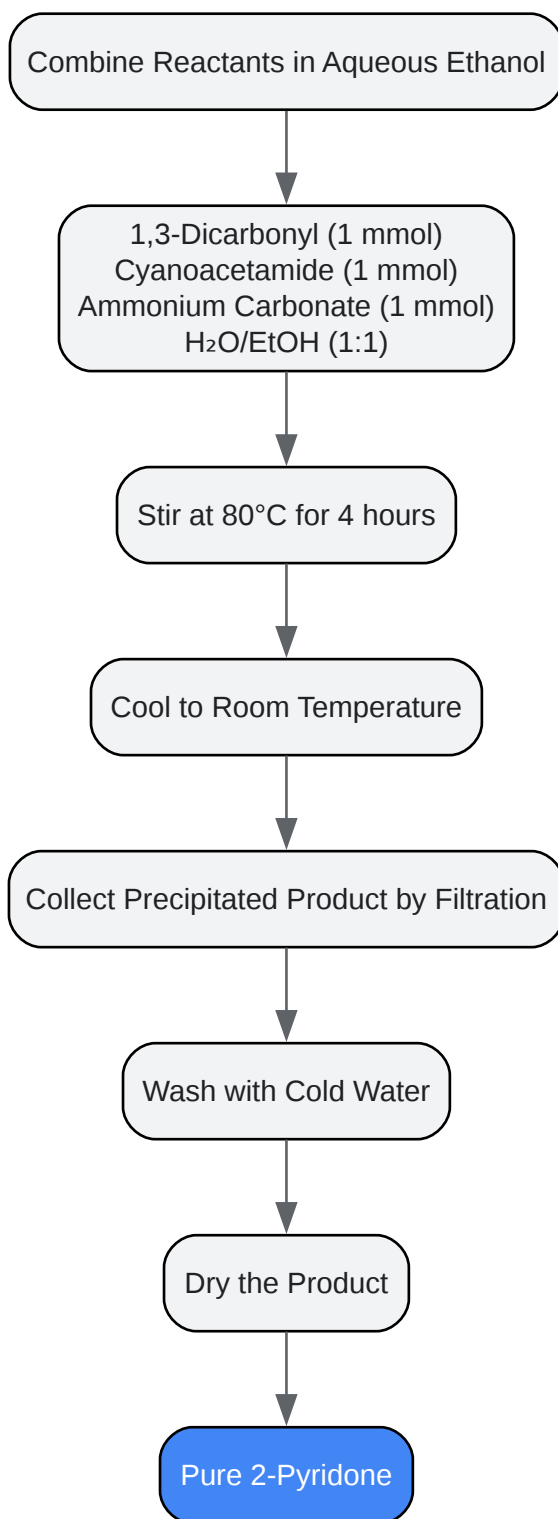 Combine Reactants in Aqueous Ethanol
1,3-Dicarbonyl (1 mmol)
Cyanoacetamide (1 mmol)
Ammonium Carbonate (1 mmol)
H₂O/EtOH (1:1)
Stir at 80°C for 4 hours
Cool to Room Temperature
Collect Precipitated Product by Filtration
Wash with Cold Water
Dry the Product
Pure 2-Pyridone